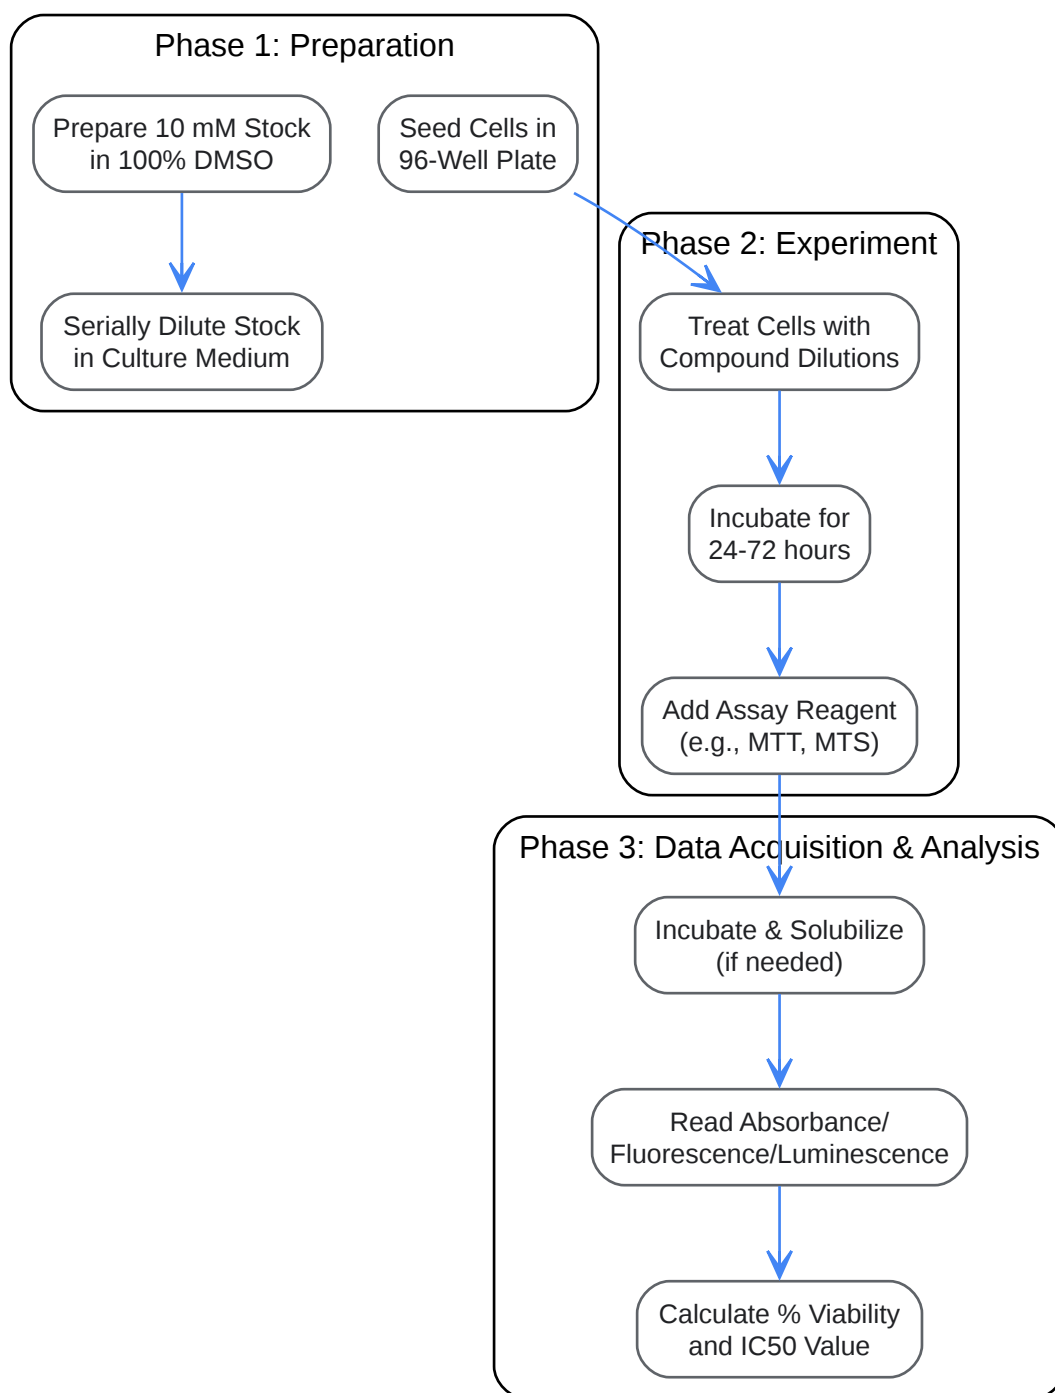 Phase 1: Preparation
Prepare 10 mM Stock
in 100% DMSO
Seed Cells in
96-Well Plate
Serially Dilute Stock
in Culture Medium
Phase 2: Experiment
Treat Cells with
Compound Dilutions
Incubate for
24-72 hours
Add Assay Reagent
(e.g., MTT, MTS)
Phase 3: Data Acquisition & Analysis
Incubate & Solubilize
(if needed)
Read Absorbance/
Fluorescence/Luminescence
Calculate % Viability
and IC50 Value